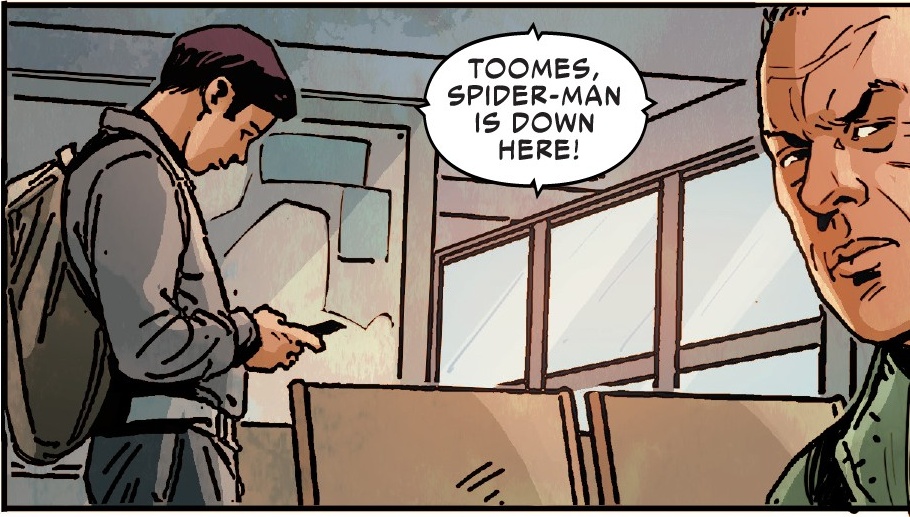 TOOMES,
SPIDER-MAN
IS DOWN
HERE!